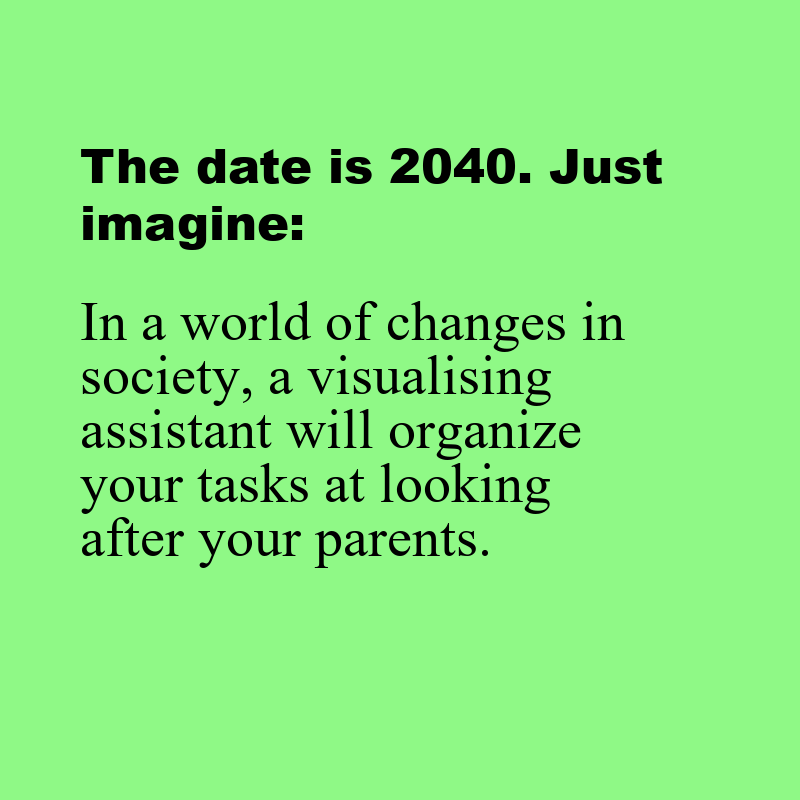 The date is 2040. Just
imagine:
In a world of changes in
society, a visualising
assistant will organize
your tasks at looking
after your parents.